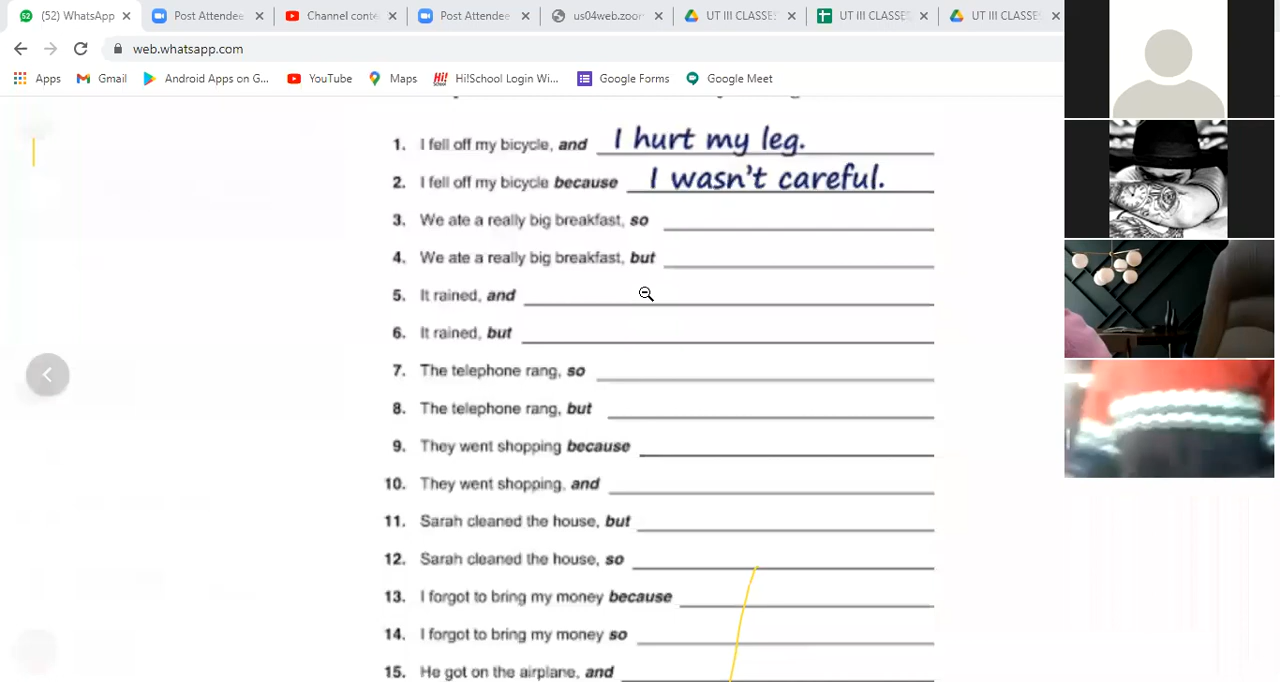 (52) WhatsApp
Post Attendee
Channel conte
Post Attendee
us04web.zoom
UT III CLASSES
UT III CLASSES
UT III CLASSES
web.whatsapp.com
Apps
Gmail
Android Apps on G...
YouTube
Maps
Hi!School Login Wi...
Google Forms
Google Meet
1. I fell off my bicycle, and I hurt my leg.
2. I fell off my bicycle because I wasn't careful.
3. We ate a really big breakfast, so
4. We ate a really big breakfast, but
5. It rained, and
6. It rained, but
7. The telephone rang, so
8. The telephone rang, but
9. They went shopping because
10. They went shopping, and
11. Sarah cleaned the house, but
12. Sarah cleaned the house, so
13. I forgot to bring my money because
14. I forgot to bring my money so
15. He got on the airplane, and